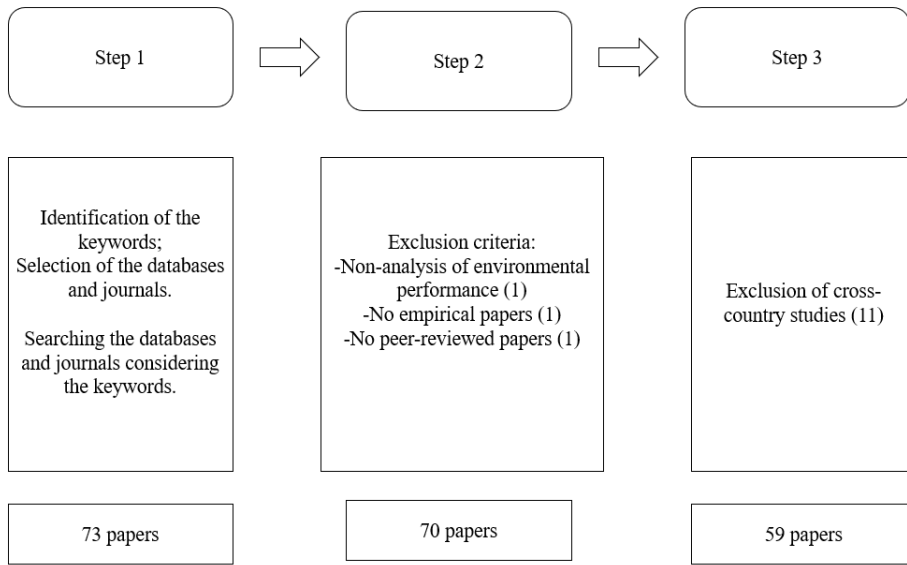 Step 1
Step 2
Step 3
Identification of the
keywords;
Selection of the databases
and journals.
Searching the databases
and journals considering
the keywords.
Exclusion criteria:
-Non-analysis of environmental
performance (1)
-No empirical papers (1)
-No peer-reviewed papers (1)
Exclusion of cross-
country studies (11)
73 papers
70 papers
59 papers